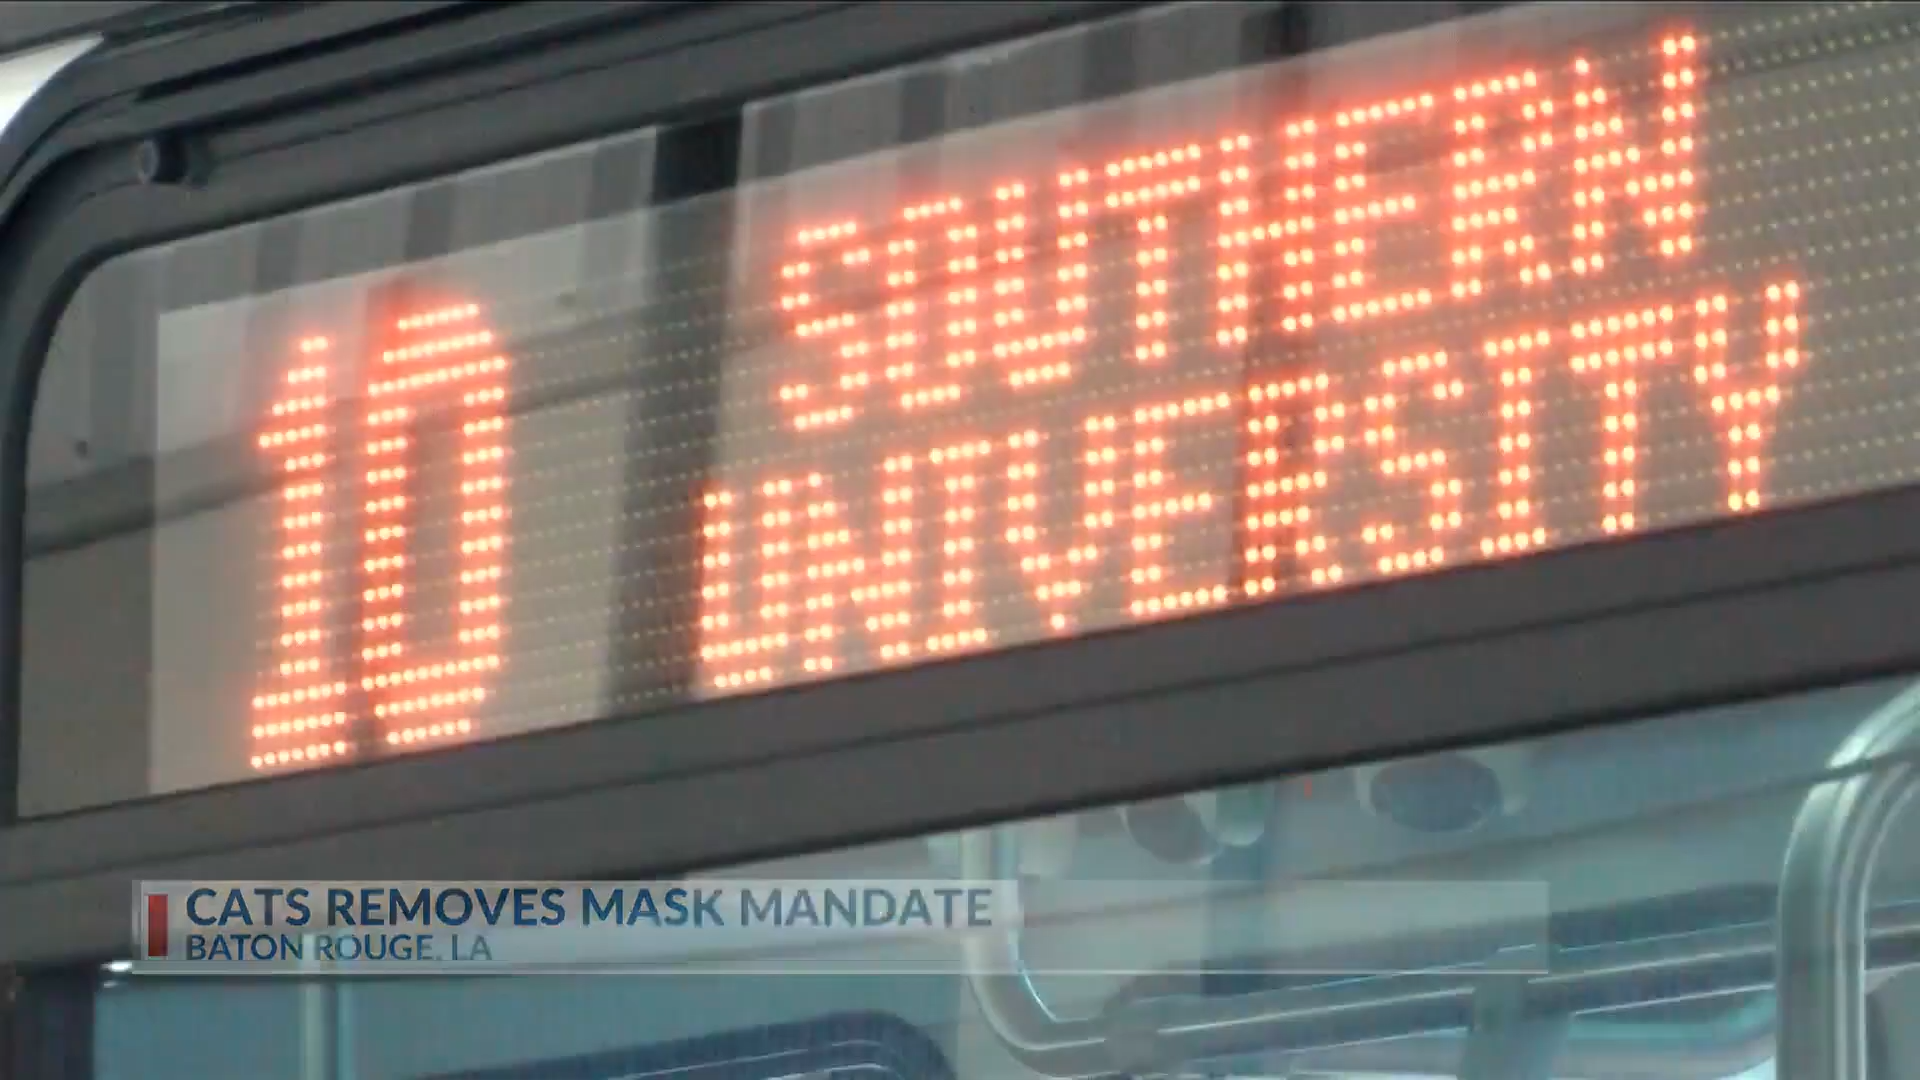 10
SOUTHERN
UNIVERSITY
CATS REMOVES MASK MANDATE
BATON ROUGE, LA